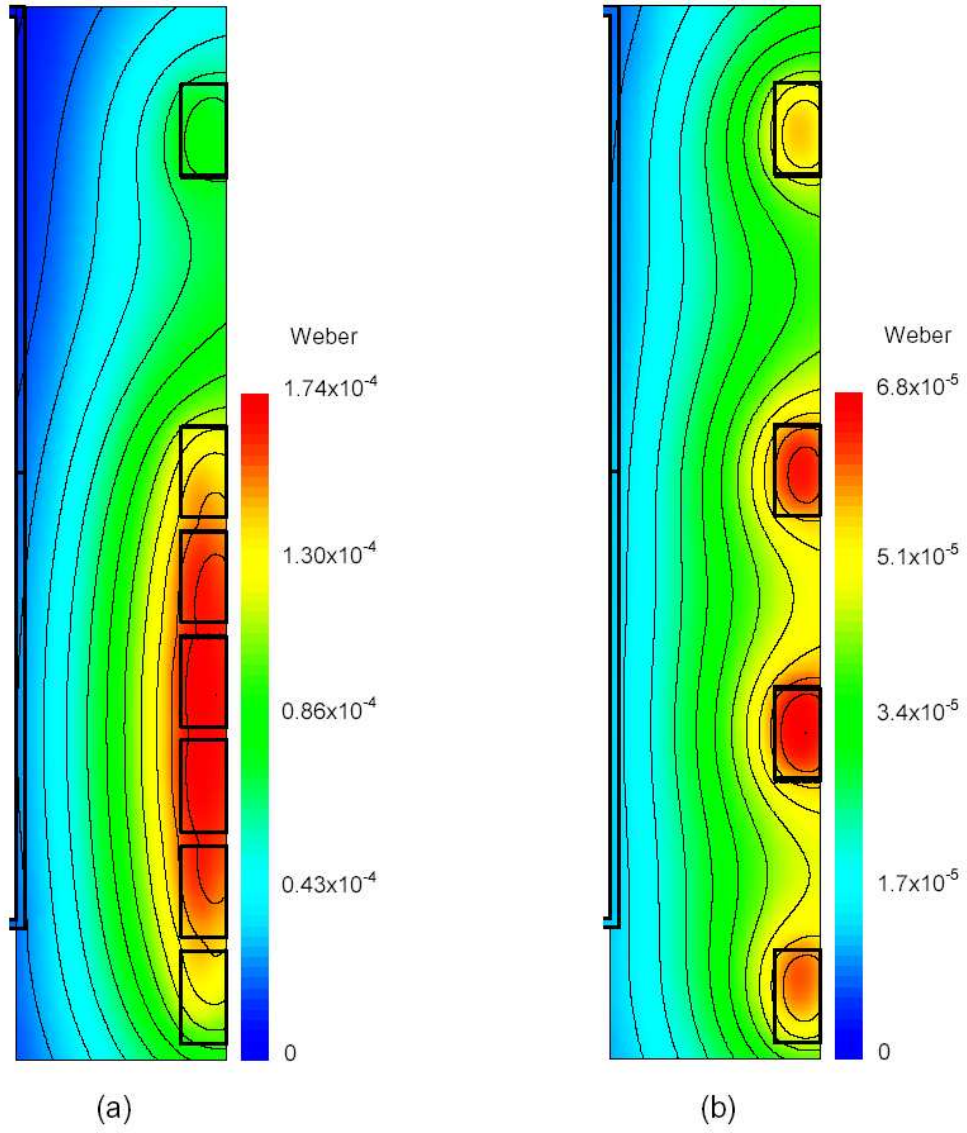 Weber
1.74x10⁻⁴
1.30x10⁻⁴
0.86x10⁻⁴
0.43x10⁻⁴
0
(a)
Weber
6.8x10⁻⁵
5.1x10⁻⁵
3.4x10⁻⁵
1.7x10⁻⁵
0
(b)